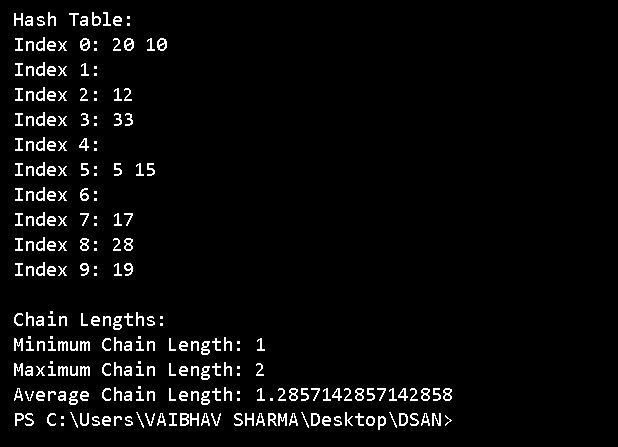 Hash Table:
Index 0: 20 10
Index 1:
Index 2: 12
Index 3: 33
Index 4:
Index 5: 5 15
Index 6:
Index 7: 17
Index 8: 28
Index 9: 19
Chain Lengths:
Minimum Chain Length: 1
Maximum Chain Length: 2
Average Chain Length: 1.2857142857142858
PS C:\Users\VAIBHAV SHARMA\Desktop\DSAN>